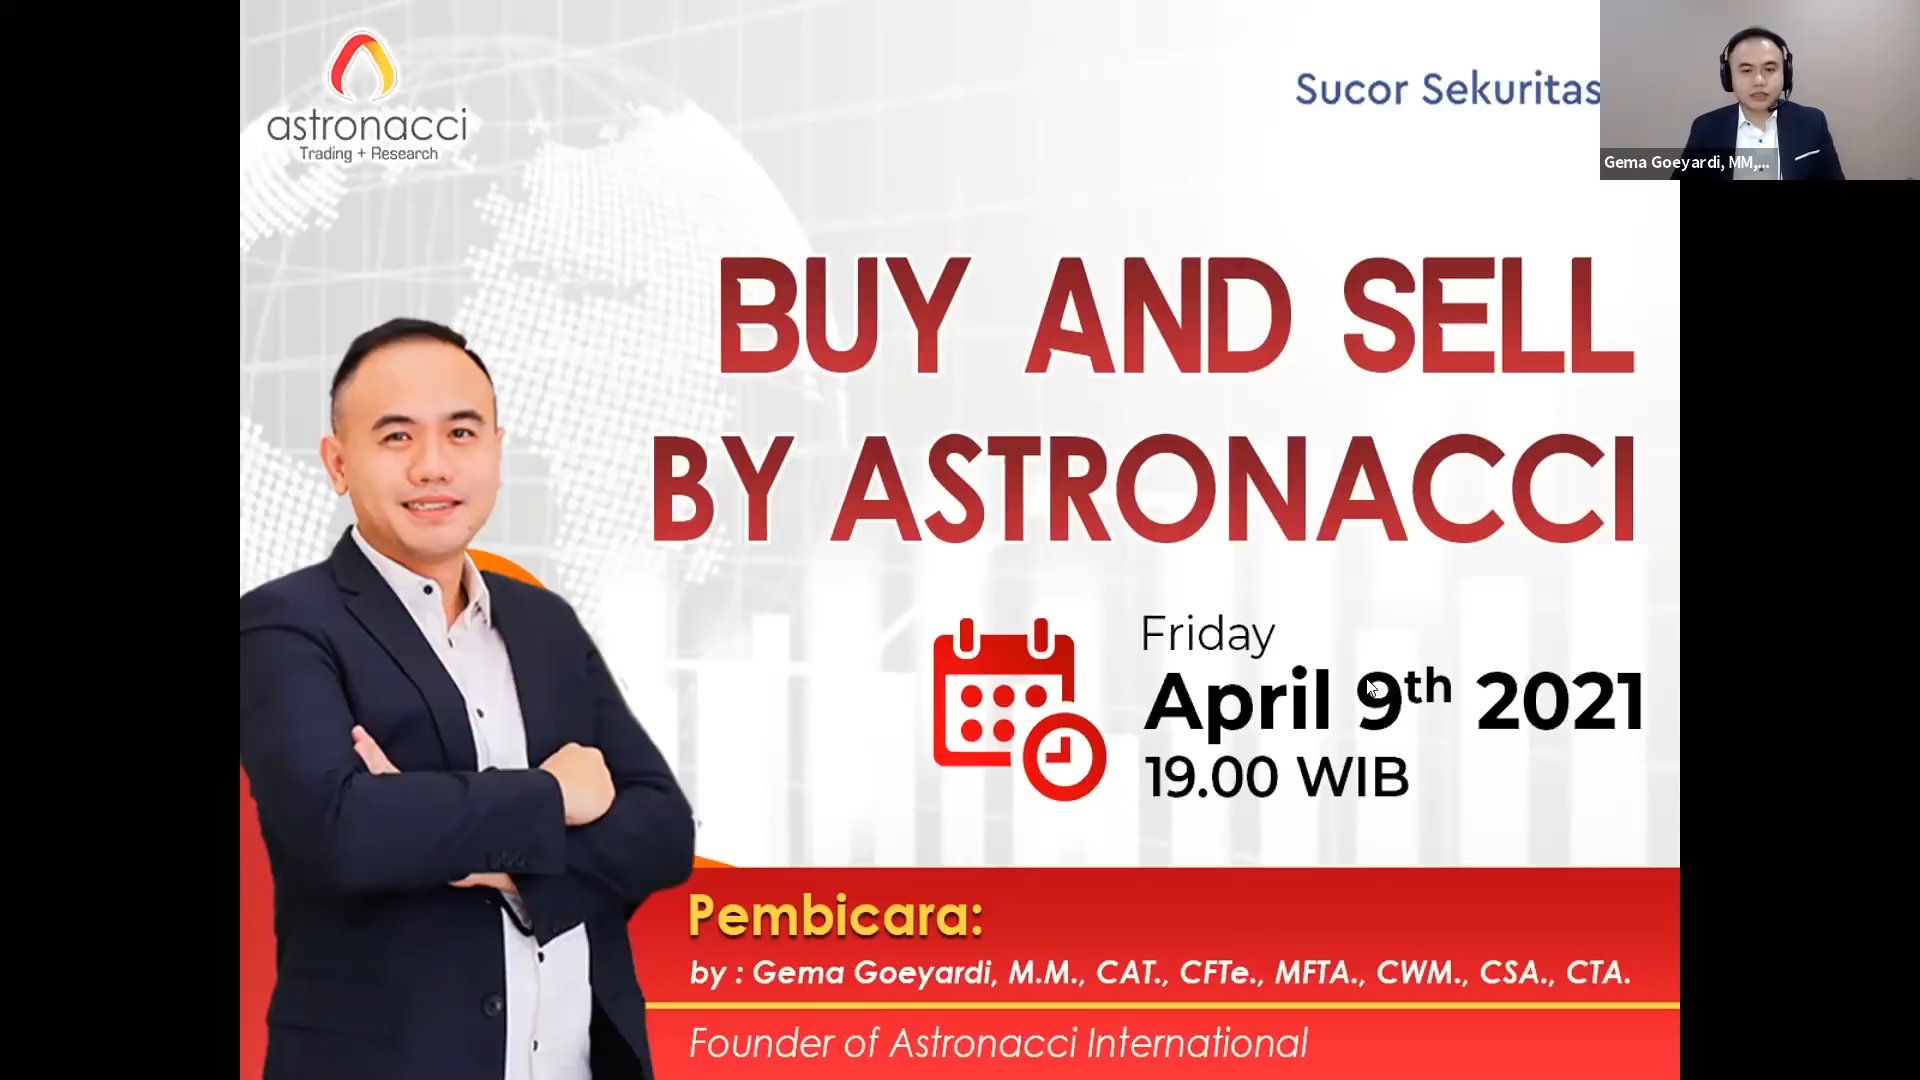 astronacci
Trading + Research
Sucor Sekuritas
Gema Goeyardi, MM,...
BUY AND SELL
BY ASTRONACCI
Friday
April 9th 2021
19.00 WIB
Pembicara:
by : Gema Goeyardi, M.M., CAT., CFTe., MFTA., CWM., CSA., CTA.
Founder of Astronacci International